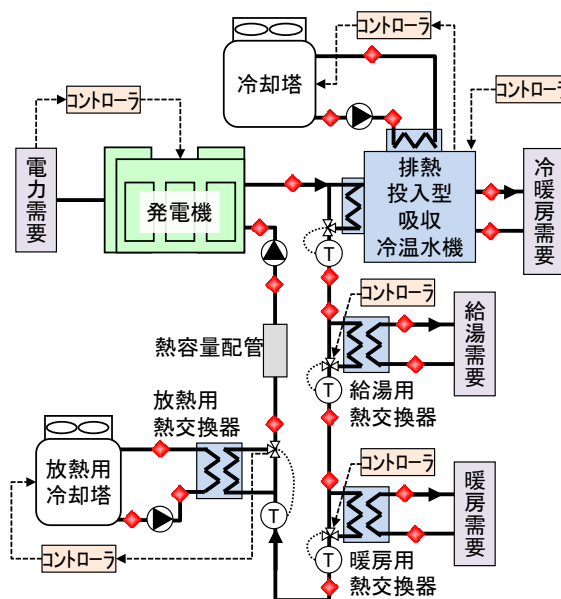 コントローラ
冷却塔
コントローラ
コントローラ
電力需要
発電機
排熱
投入型
吸収
冷温水機
冷暖房需要
T
コントローラ
熱容量配管
給湯需要
T
給湯用
熱交換器
放熱用
熱交換器
コントローラ
放熱用
冷却塔
暖房需要
T
コントローラ
T
暖房用
熱交換器